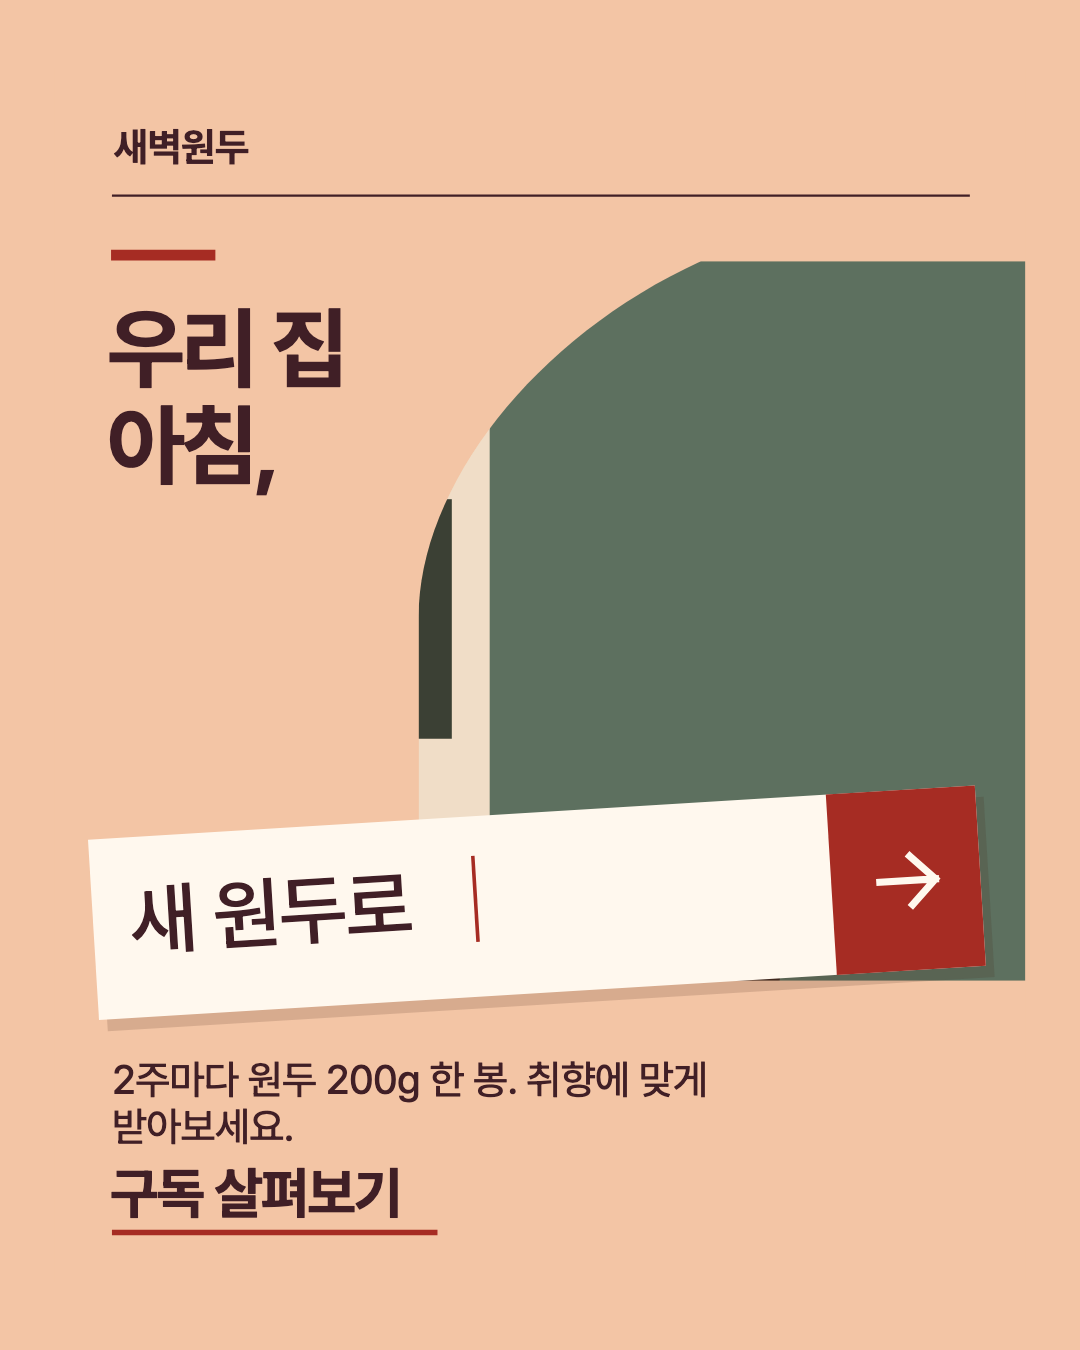 새벽원두
우리 집
아침,
새 원두로
2주마다 원두 200g 한 봉. 취향에 맞게
받아보세요.
구독 살펴보기